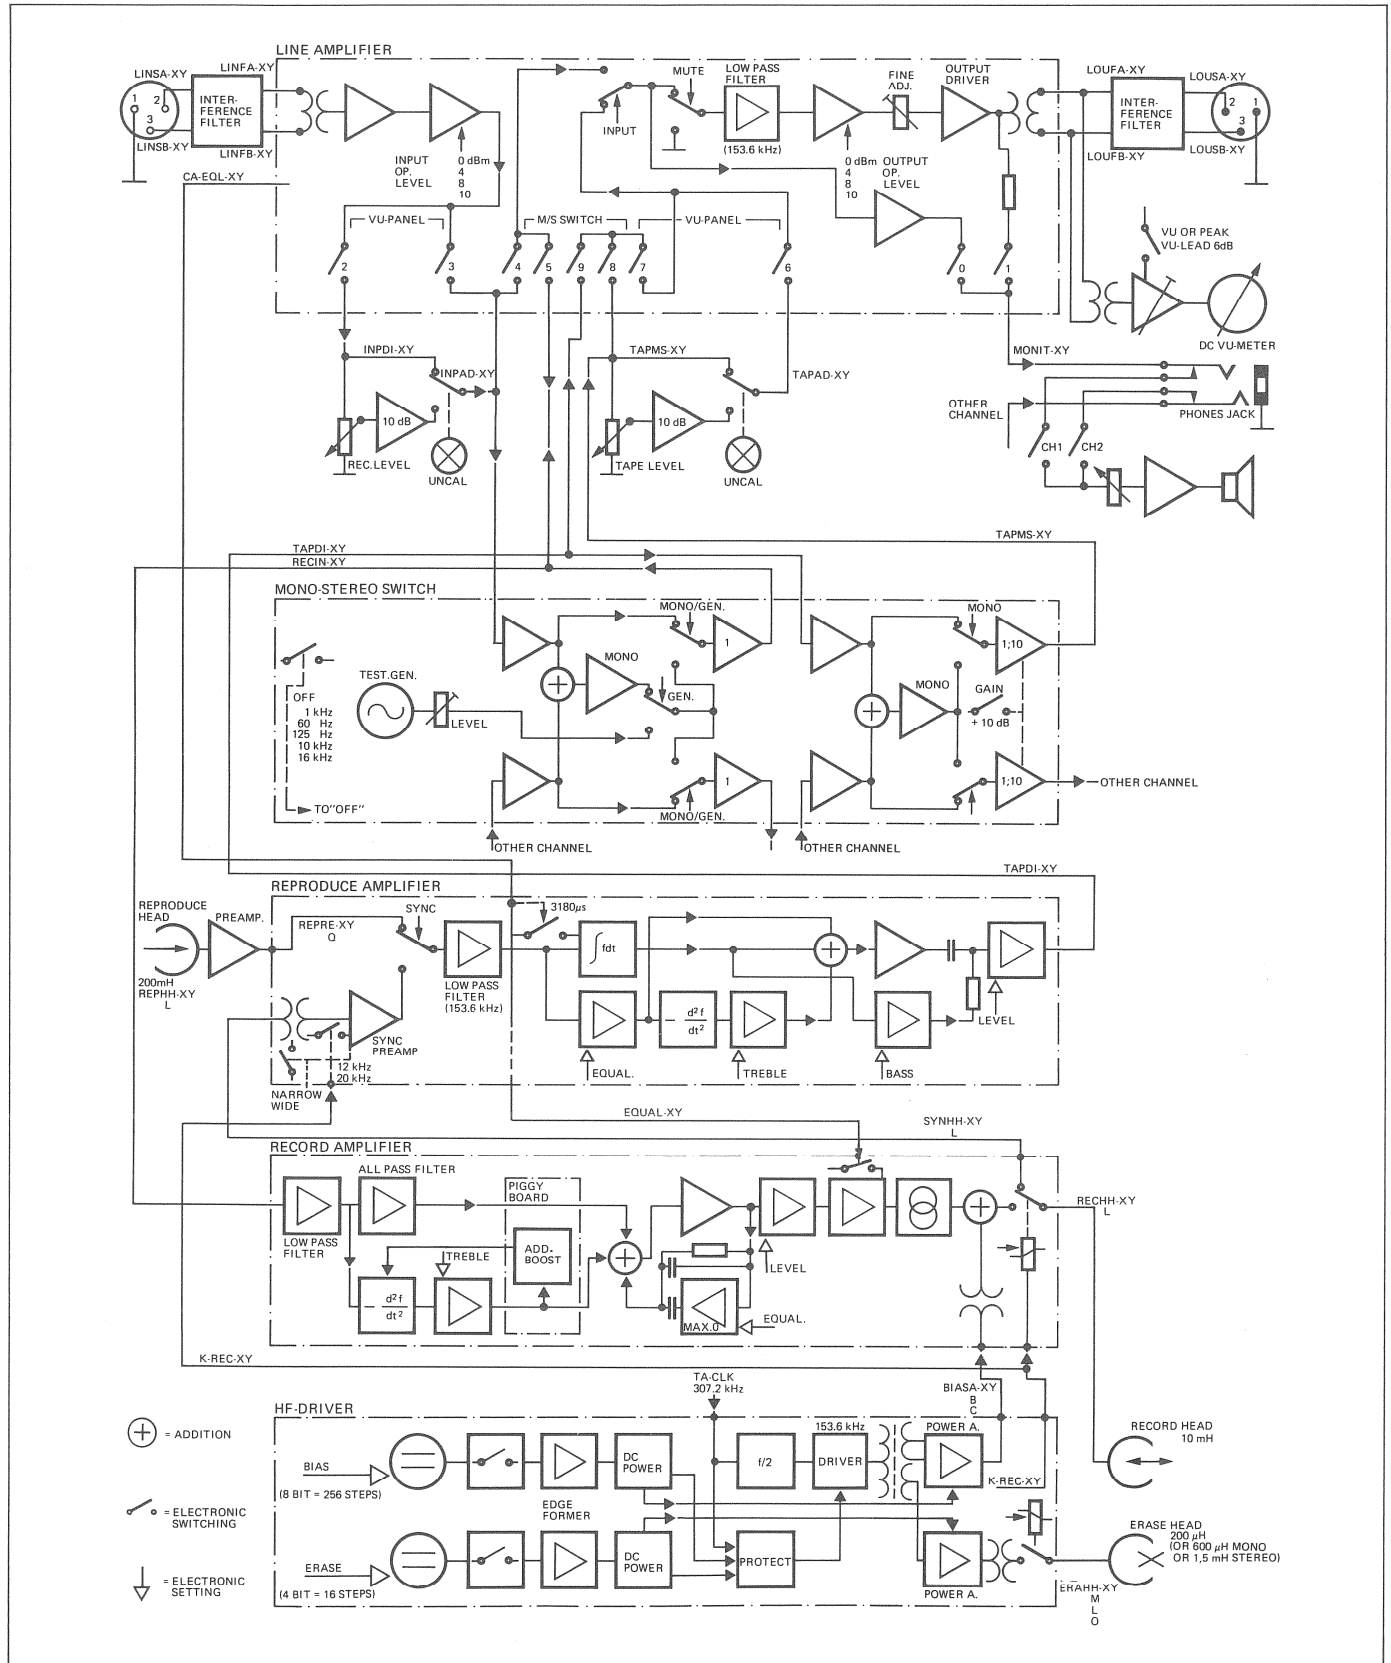 LINE AMPLIFIER
LINSA-XY
LINFA-XY
1
2
3
INTER-
FERENCE
FILTER
LINSB-XY
LINFB-XY
CA-EQL-XY
INPUT
OP.
LEVEL
0 dBm
4
8
10
INPUT
MUTE
LOW PASS
FILTER
(153.6 kHz)
FINE
ADJ.
OUTPUT
DRIVER
0 dBm OUTPUT
4 OP.
8 LEVEL
10
LOUFA-XY
LOUSA-XY
INTER-
FERENCE
FILTER
2
1
3
LOUFB-XY
LOUSB-XY
VU-PANEL
M/S SWITCH
VU-PANEL
2
3
4
5
9
8
7
6
0
1
VU OR PEAK
VU-LEAD 6dB
DC VU-METER
INPDI-XY
INPAD-XY
10 dB
REC.LEVEL
UNCAL
TAPMS-XY
TAPAD-XY
10 dB
TAPE LEVEL
UNCAL
MONIT-XY
OTHER
CHANNEL
PHONES JACK
CH1
CH2
TAPMS-XY
TAPDI-XY
RECIN-XY
MONO-STEREO SWITCH
OFF
1 kHz
60 Hz
125 Hz
10 kHz
16 kHz
TO"OFF"
TEST.GEN.
LEVEL
MONO
MONO/GEN.
1
GEN.
1
MONO/GEN.
OTHER CHANNEL
MONO
1;10
MONO
GAIN
+ 10 dB
1;10
OTHER CHANNEL
OTHER CHANNEL
TAPDI-XY
REPRODUCE AMPLIFIER
REPRODUCE
HEAD
PREAMP.
200mH
REPHH-XY
L
REPRE-XY
Q
SYNC
LOW PASS
FILTER
(153.6 kHz)
3180µs
∫fdt
SYNC
PREAMP
12 kHz
20 kHz
NARROW
WIDE
- d²f
dt²
EQUAL.
TREBLE
BASS
LEVEL
EQUAL-XY
SYNHH-XY
L
RECORD AMPLIFIER
ALL PASS FILTER
LOW PASS
FILTER
PIGGY
BOARD
ADD.
BOOST
TREBLE
- d²f
dt²
LEVEL
MAX.0
EQUAL.
RECHH-XY
L
K-REC-XY
TA-CLK
307.2 kHz
BIASA-XY
B
C
HF-DRIVER
= ADDITION
= ELECTRONIC
SWITCHING
= ELECTRONIC
SETTING
BIAS
(8 BIT = 256 STEPS)
EDGE
FORMER
DC
POWER
f/2
153.6 kHz
DRIVER
POWER A.
K-REC-XY
RECORD HEAD
10 mH
ERASE
(4 BIT = 16 STEPS)
DC
POWER
PROTECT
POWER A.
ERASE HEAD
200 µH
(OR 600 µH MONO
OR 1,5 mH STEREO)
ERAHH-XY
M
L
O